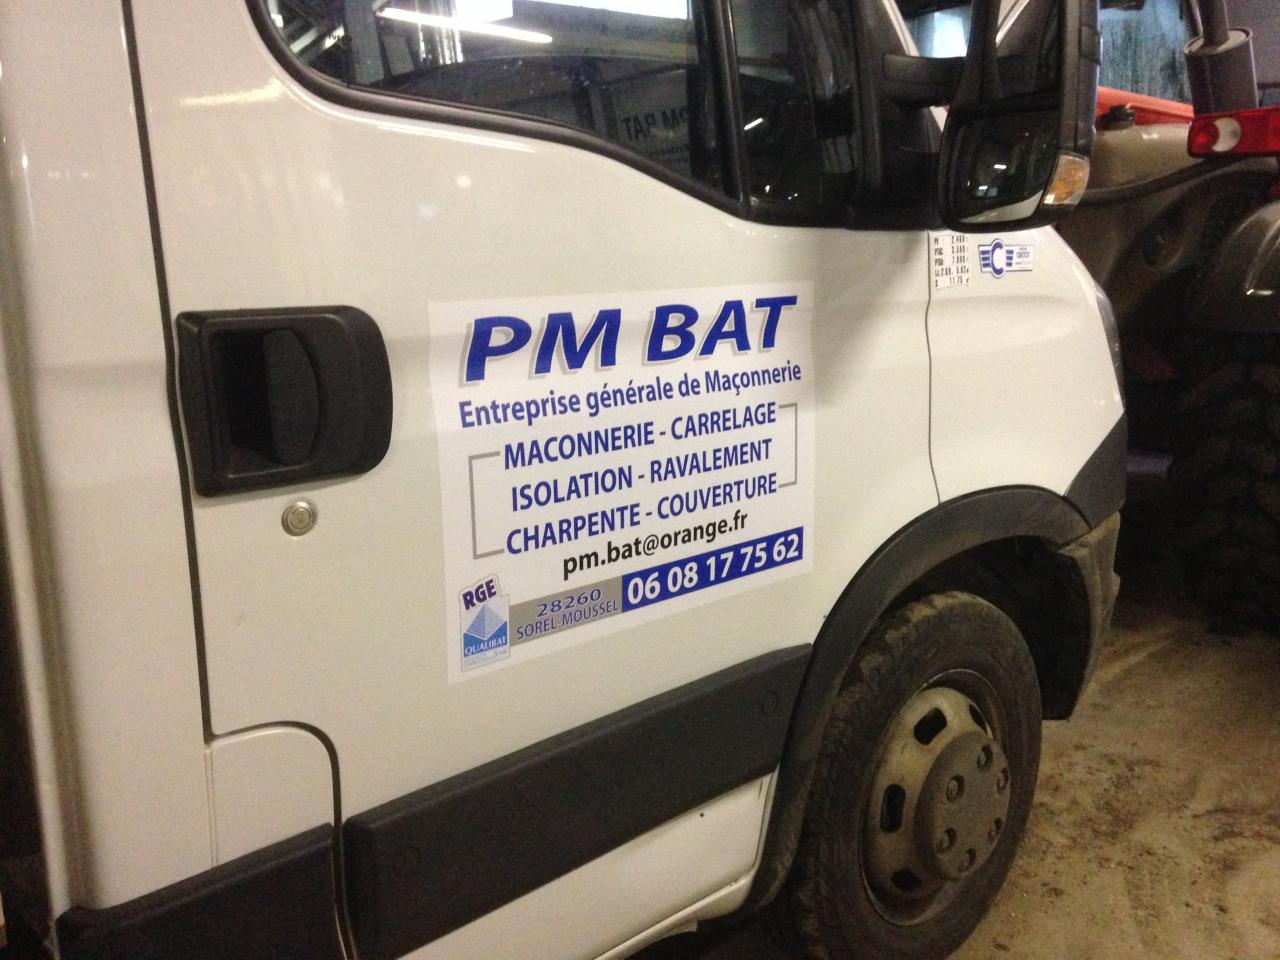 PM BAT
Entreprise générale de Maçonnerie
MACONNERIE - CARRELAGE
ISOLATION - RAVALEMENT
CHARPENTE - COUVERTURE
pm.bat@orange.fr
06 08 17 75 62
28260
SOREL-MOUSSEL
RGE
QUALIBAT
C